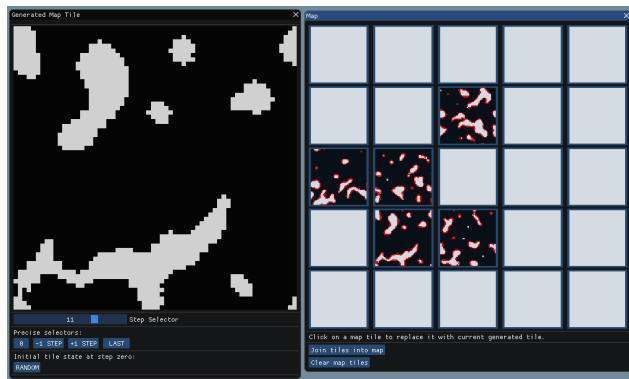 Generated Map Tile
11
Step Selector
Precise selectors:
0
-1 STEP
+1 STEP
LAST
Initial tile state at step zero:
RANDOM
Map
Click on a map tile to replace it with current generated tile.
Join tiles into map
Clear map tiles